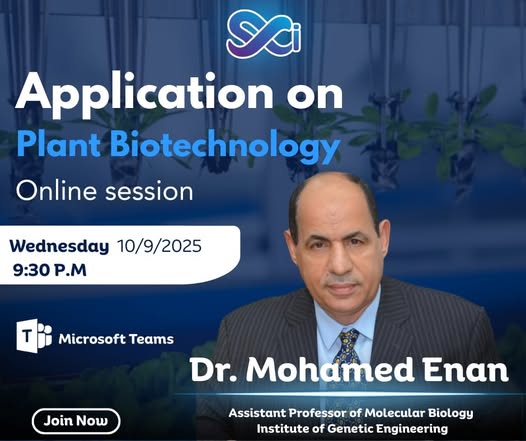 SCi
Application on
Plant Biotechnology
Online session
Wednesday 10/9/2025
9:30 P.M
T Microsoft Teams
Dr. Mohamed Enan
Assistant Professor of Molecular Biology
Institute of Genetic Engineering
Join Now